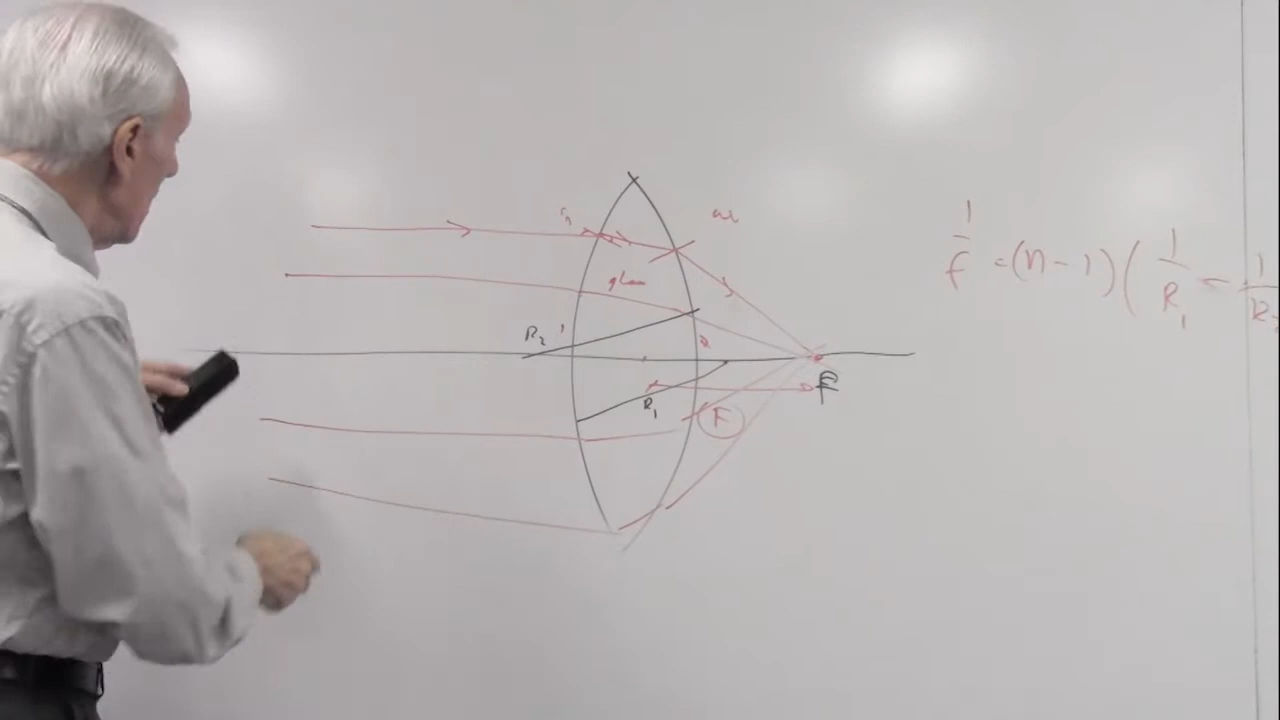 air
glass
R₂
R₁
F
f
1/f = (n - 1) ( 1/R₁ - 1/R₂